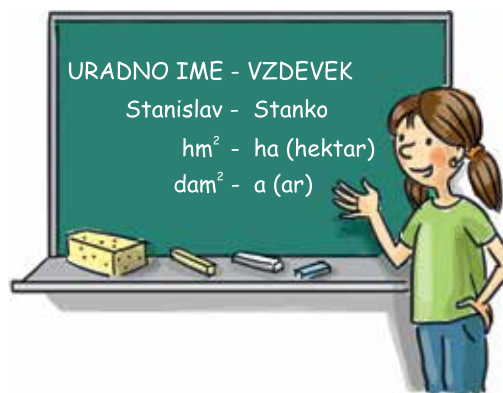 URADNO IME - VZDEVEK
Stanislav - Stanko
hm² - ha (hektar)
dam² - a (ar)